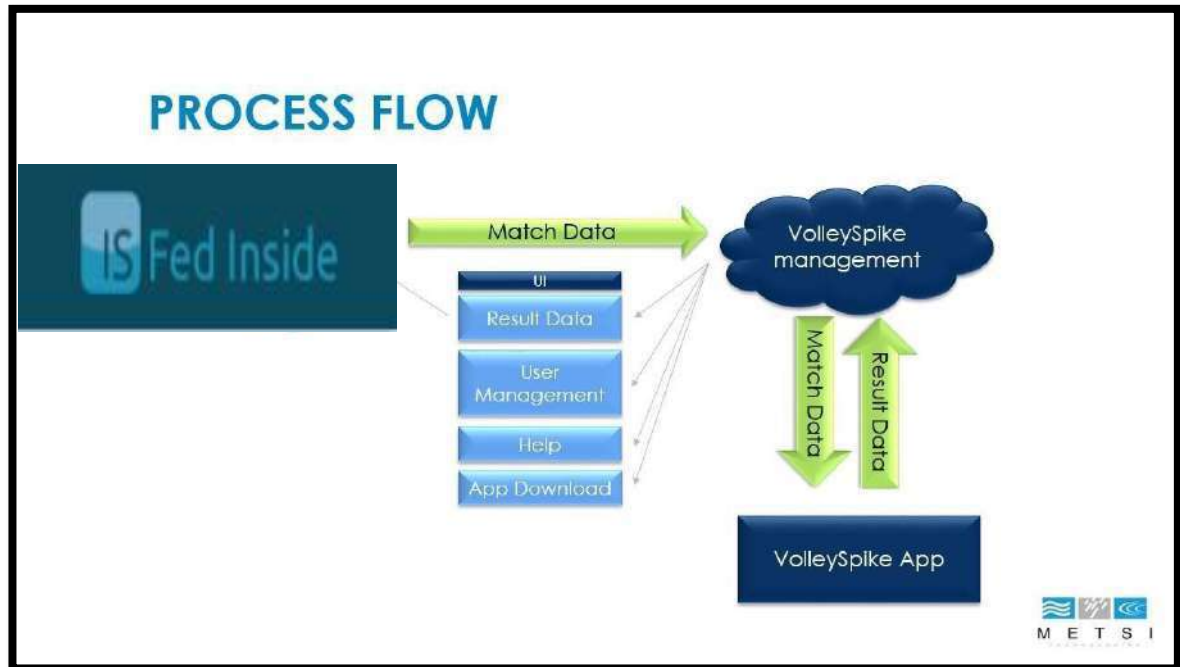 PROCESS FLOW
IS Fed Inside
Match Data
VolleySpike
management
UI
Result Data
User
Management
Help
App Download
Match Data
Result Data
VolleySpike App
METSI